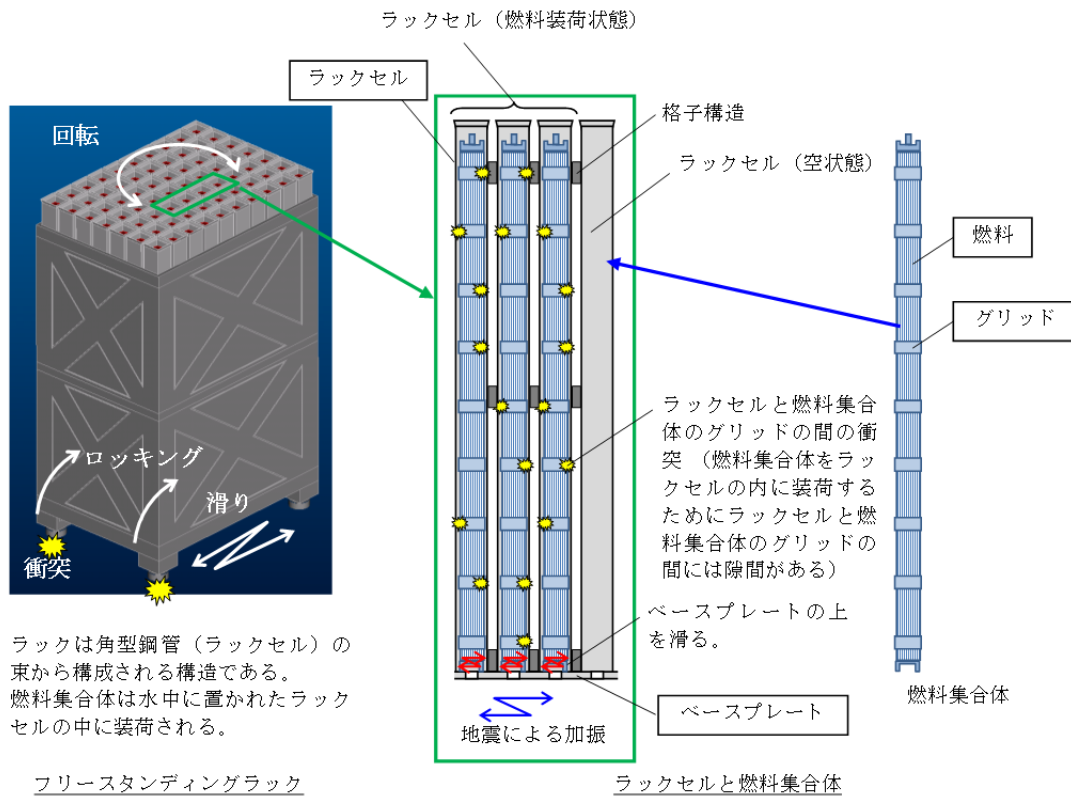 ラックセル（燃料装荷状態）
ラックセル
回転
ロッキング
滑り
衝突
格子構造
ラックセル（空状態）
燃料
グリッド
ラックセルと燃料集合
体のグリッドの間の衝
突 （燃料集合体をラッ
クセルの内に装荷する
ためにラックセルと燃
料集合体のグリッドの
間には隙間がある）
ベースプレートの上
を滑る。
燃料集合体
ベースプレート
地震による加振
ラックは角型鋼管（ラックセル）の
束から構成される構造である。
燃料集合体は水中に置かれたラック
セルの中に装荷される。
フリースタンディングラック
ラックセルと燃料集合体